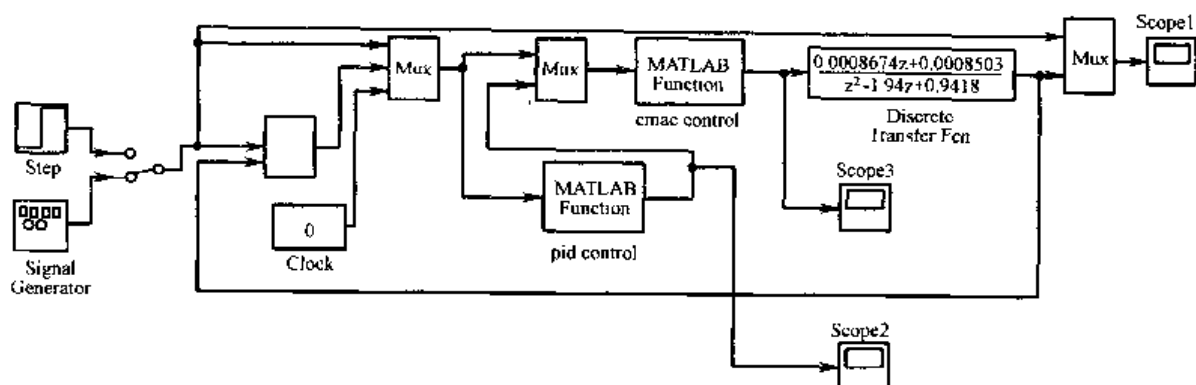 Scope1
Mux
Mux
Mux
MATLAB
Function
cmac control
0.0008674z+0.0008503
z²-1 94z+0.9418
Discrete
Transfer Fcn
Step
Signal
Generator
0
Clock
MATLAB
Function
pid control
Scope3
Scope2